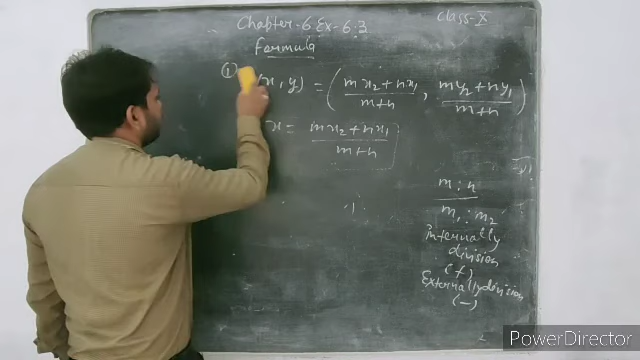 Chapter-6 Ex-6.3
Class-X
Formula
① (x, y) = (mx₂+nx₁/m+n, my₂+ny₁/m+n)
x = mx₂+nx₁/m+n
m : n
m₁ : m₂
Internally
division
(+)
Externally division
(-)
PowerDirector